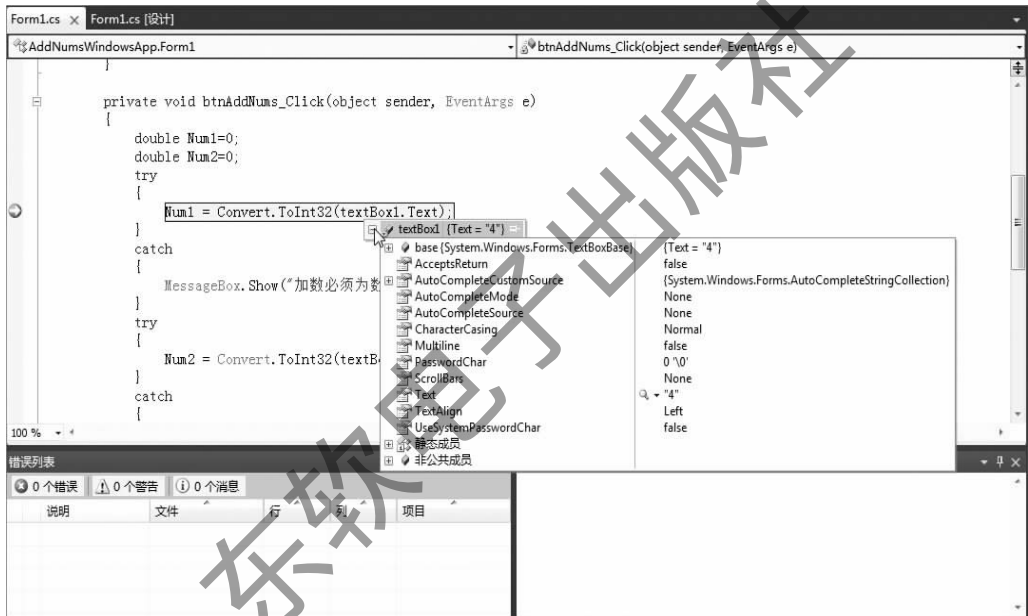 Form1.cs × Form1.cs [设计]
AddNumsWindowsApp.Form1 btnAddNums_Click(object sender, EventArgs e)
}
private void btnAddNums_Click(object sender, EventArgs e)
{
double Num1=0;
double Num2=0;
try
{
Num1 = Convert.ToInt32(textBox1.Text);
}
textBox1 {Text = "4"}
catch
{
MessageBox.Show("加数必须为数
}
try
{
Num2 = Convert.ToInt32(textB
}
catch
{
base {System.Windows.Forms.TextBoxBase} {Text = "4"}
AcceptsReturn false
AutoCompleteCustomSource {System.Windows.Forms.AutoCompleteStringCollection}
AutoCompleteMode None
AutoCompleteSource None
CharacterCasing Normal
Multiline false
PasswordChar 0 '\0'
ScrollBars None
Text "4"
TextAlign Left
UseSystemPasswordChar false
静态成员
非公共成员
100 %
错误列表
0 个错误 0 个警告 0 个消息
说明 文件 行 列 项目
东软电子出版社